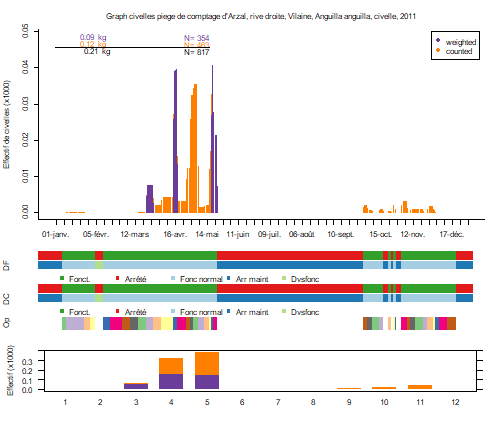 Graph civelles piege de comptage d'Arzal, rive droite, Vilaine, Anguilla anguilla, civelle, 2011
0.09 kg N= 354
0.12 kg N= 463
0.21 kg N= 817
weighted
counted
Effectif de civelles (x1000)
0.05
0.04
0.03
0.02
0.01
0.00
01-janv. 05-févr. 12-mars 16-avr. 14-mai 11-juin 09-juil. 06-août 10-sept. 15-oct. 12-nov. 17-déc.
DF
Fonct. Arrêté Fonc normal Arr maint Dvsfonc
DC
Fonct. Arrêté Fonc normal Arr maint Dvsfonc
Op
Effectif (x1000)
0.3
0.2
0.1
0.0
1 2 3 4 5 6 7 8 9 10 11 12